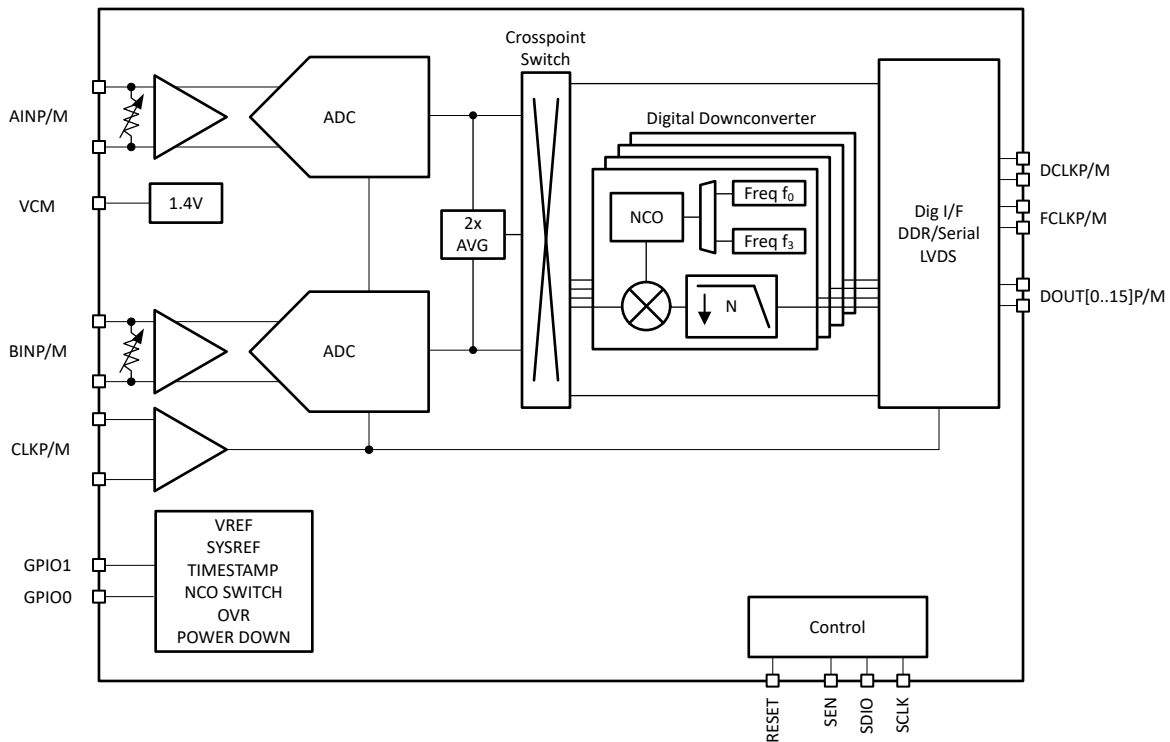 Crosspoint
Switch
AINP/M
ADC
Digital Downconverter
VCM
1.4V
2x
AVG
NCO
Freq f₀
Freq f₃
N
Dig I/F
DDR/Serial
LVDS
DCLKP/M
FCLKP/M
DOUT[0..15]P/M
BINP/M
ADC
CLKP/M
GPIO1
GPIO0
VREF
SYSREF
TIMESTAMP
NCO SWITCH
OVR
POWER DOWN
Control
RESET
SEN
SDIO
SCLK